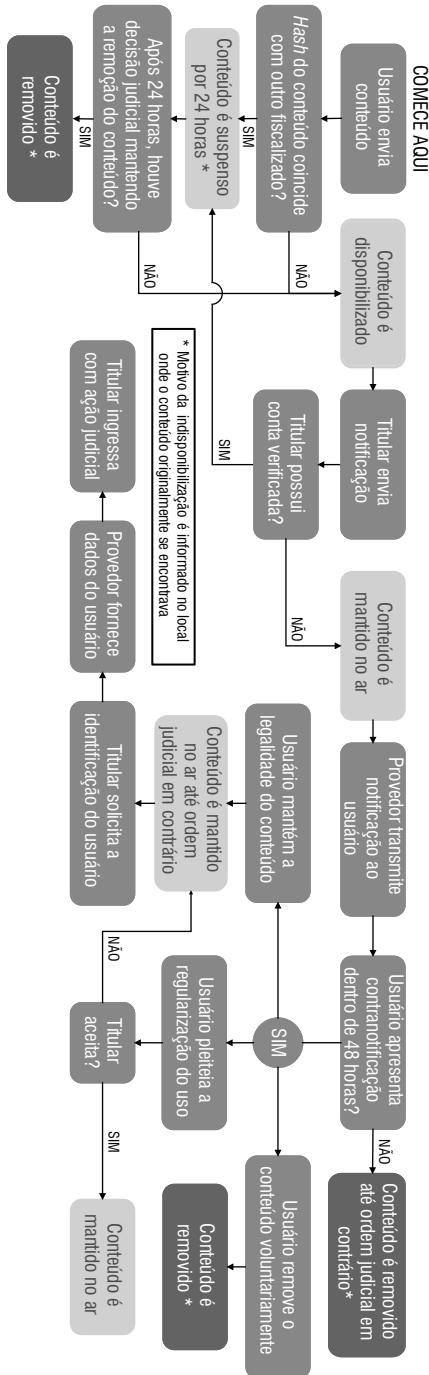 COMECE AQUI
Usuário envia
conteúdo
Hash do conteúdo coincide
com outro fiscalizado?
SIM
NÃO
Conteúdo é suspenso
por 24 horas *
Após 24 horas, houve
decisão judicial mantendo
a remoção do conteúdo?
SIM
NÃO
Conteúdo é
removido *
Conteúdo é
disponibilizado
Titular envia
notificação
Titular possui
conta verificada?
SIM
NÃO
* Motivo da indisponibilização é informado no local
onde o conteúdo originalmente se encontrava
Conteúdo é
mantido no ar
Provedor transmite
notificação ao
usuário
Usuário apresenta
contranotificação
dentro de 48 horas?
NÃO
Conteúdo é removido
até ordem judicial em
contrário*
SIM
Usuário mantém a
legalidade do conteúdo
Conteúdo é mantido
no ar até ordem
judicial em contrário
Titular solicita a
identificação do usuário
Provedor fornece
dados do usuário
Titular ingressa
com ação judicial
Usuário pleiteia a
regularização do uso
Titular
aceita?
NÃO
SIM
Conteúdo é
mantido no ar
Usuário remove o
conteúdo voluntariamente
Conteúdo é
removido *